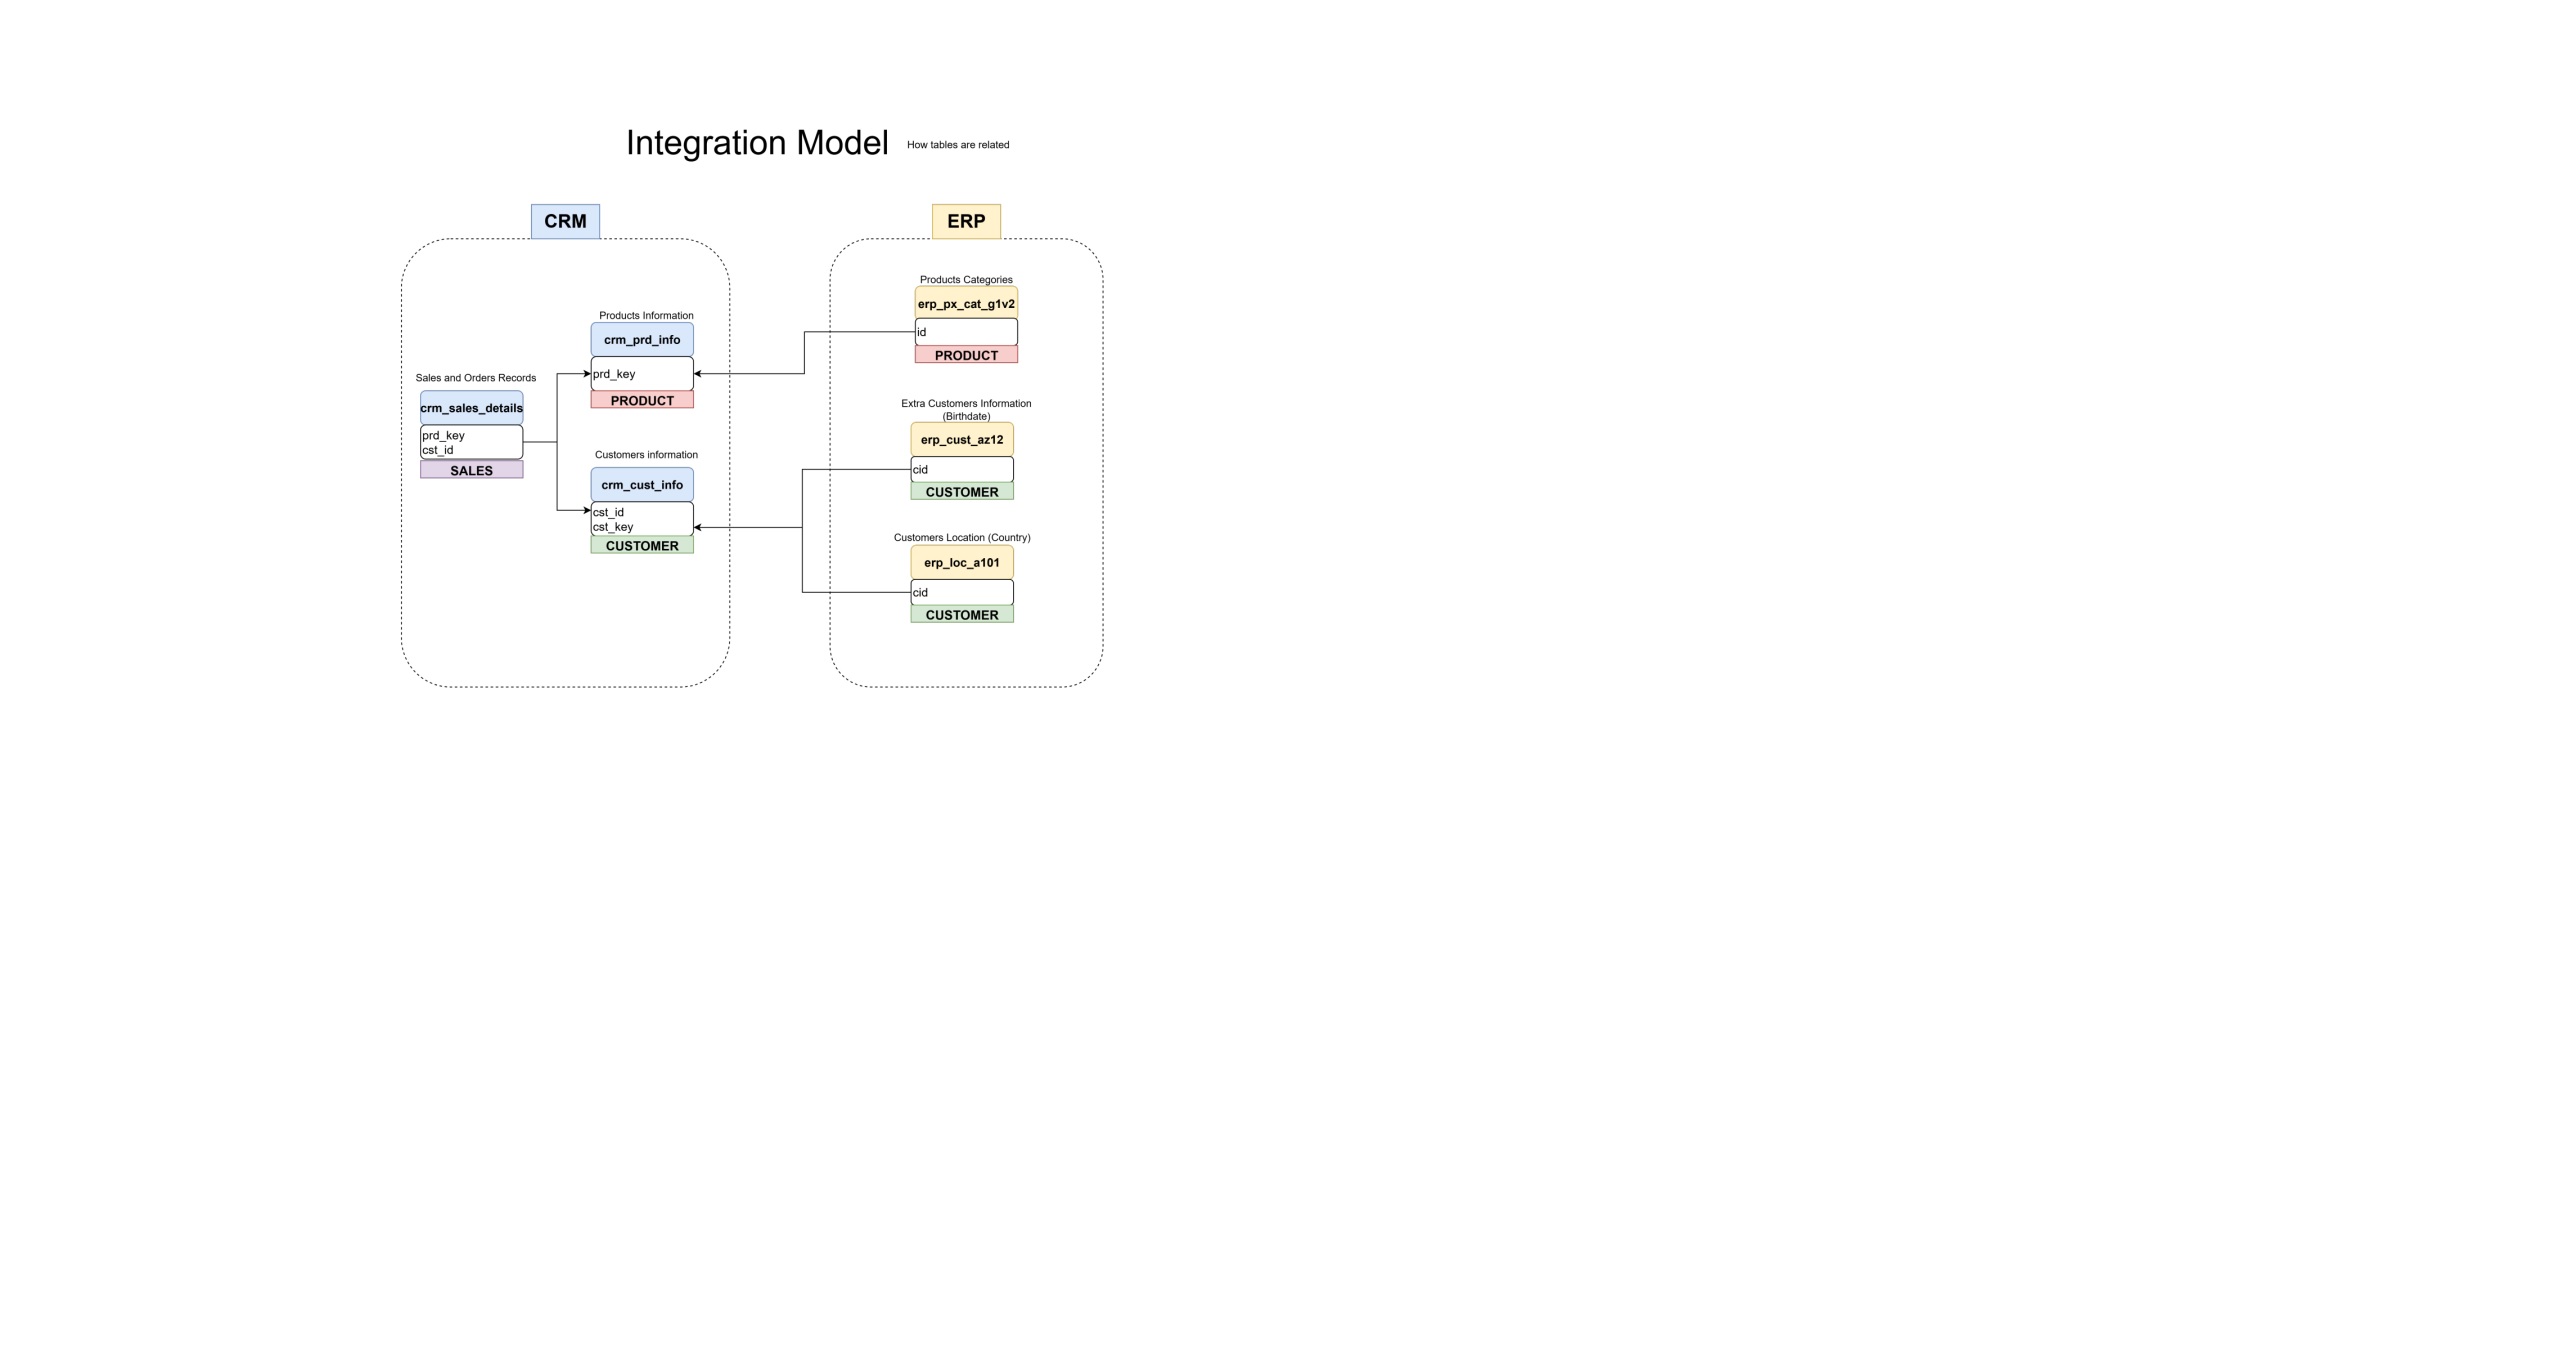 Integration Model
How tables are related
CRM
Sales and Orders Records
crm_sales_details
prd_key
cst_id
SALES
Products Information
crm_prd_info
prd_key
PRODUCT
Customers information
crm_cust_info
cst_id
cst_key
CUSTOMER
ERP
Products Categories
erp_px_cat_g1v2
id
PRODUCT
Extra Customers Information
(Birthdate)
erp_cust_az12
cid
CUSTOMER
Customers Location (Country)
erp_loc_a101
cid
CUSTOMER